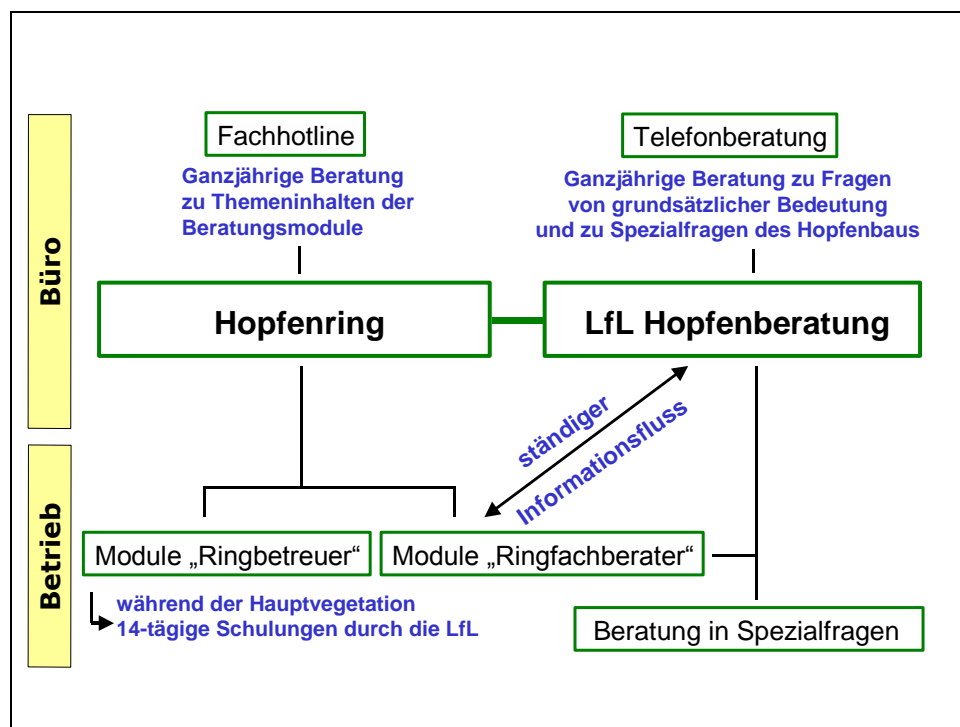 Büro
Fachhotline
Ganzjährige Beratung
zu Themeninhalten der
Beratungsmodule
Telefonberatung
Ganzjährige Beratung zu Fragen
von grundsätzlicher Bedeutung
und zu Spezialfragen des Hopfenbaus
Hopfenring
LfL Hopfenberatung
ständiger
Informationsfluss
Betrieb
Module „Ringbetreuer“
Module „Ringfachberater“
während der Hauptvegetation
14-tägige Schulungen durch die LfL
Beratung in Spezialfragen